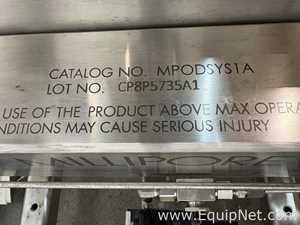 CATALOG NO. MPODSYS1A
LOT NO. CP8P5735A1
USE OF THE PRODUCT ABOVE MAX OPERA
NDITIONS MAY CAUSE SERIOUS INJURY
MILLIPORE
www.EquipNet.com